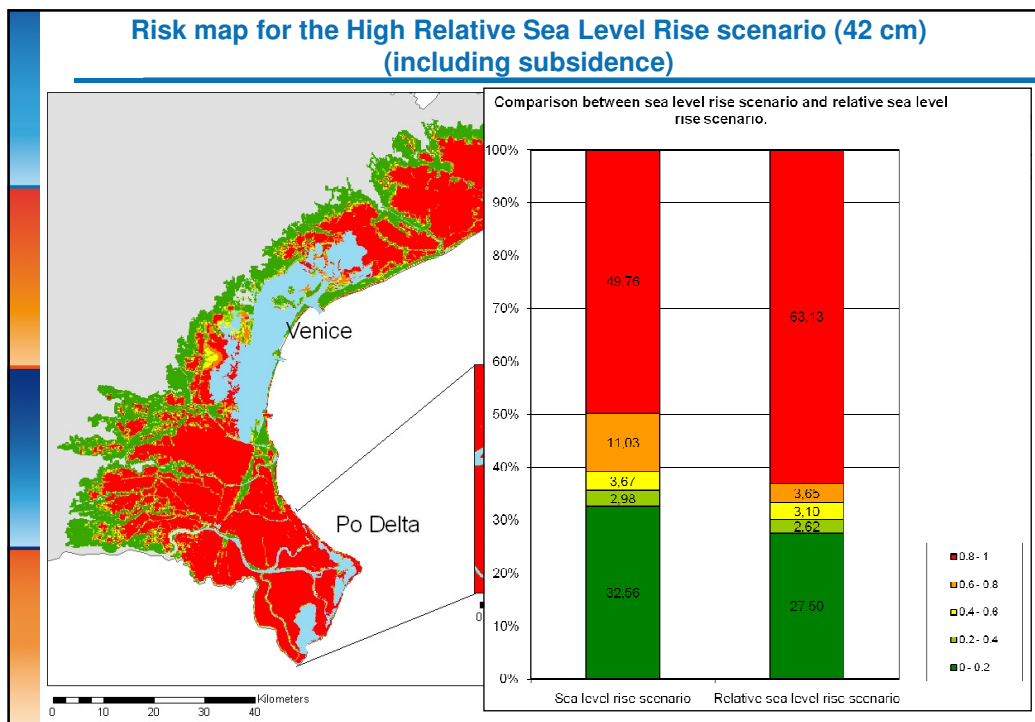 Risk map for the High Relative Sea Level Rise scenario (42 cm)
(including subsidence)
Venice
Po Delta
Kilometers
0 10 20 30 40
0
Comparison between sea level rise scenario and relative sea level
rise scenario.
100%
90%
80%
70%
60%
50%
40%
30%
20%
10%
0%
49,76
11,03
3,67
2,98
32,56
63,13
3,65
3,10
2,62
27,50
Sea level rise scenario
Relative sea level rise scenario
0.8 - 1
0.6 - 0.8
0.4 - 0.6
0.2 - 0.4
0 - 0.2